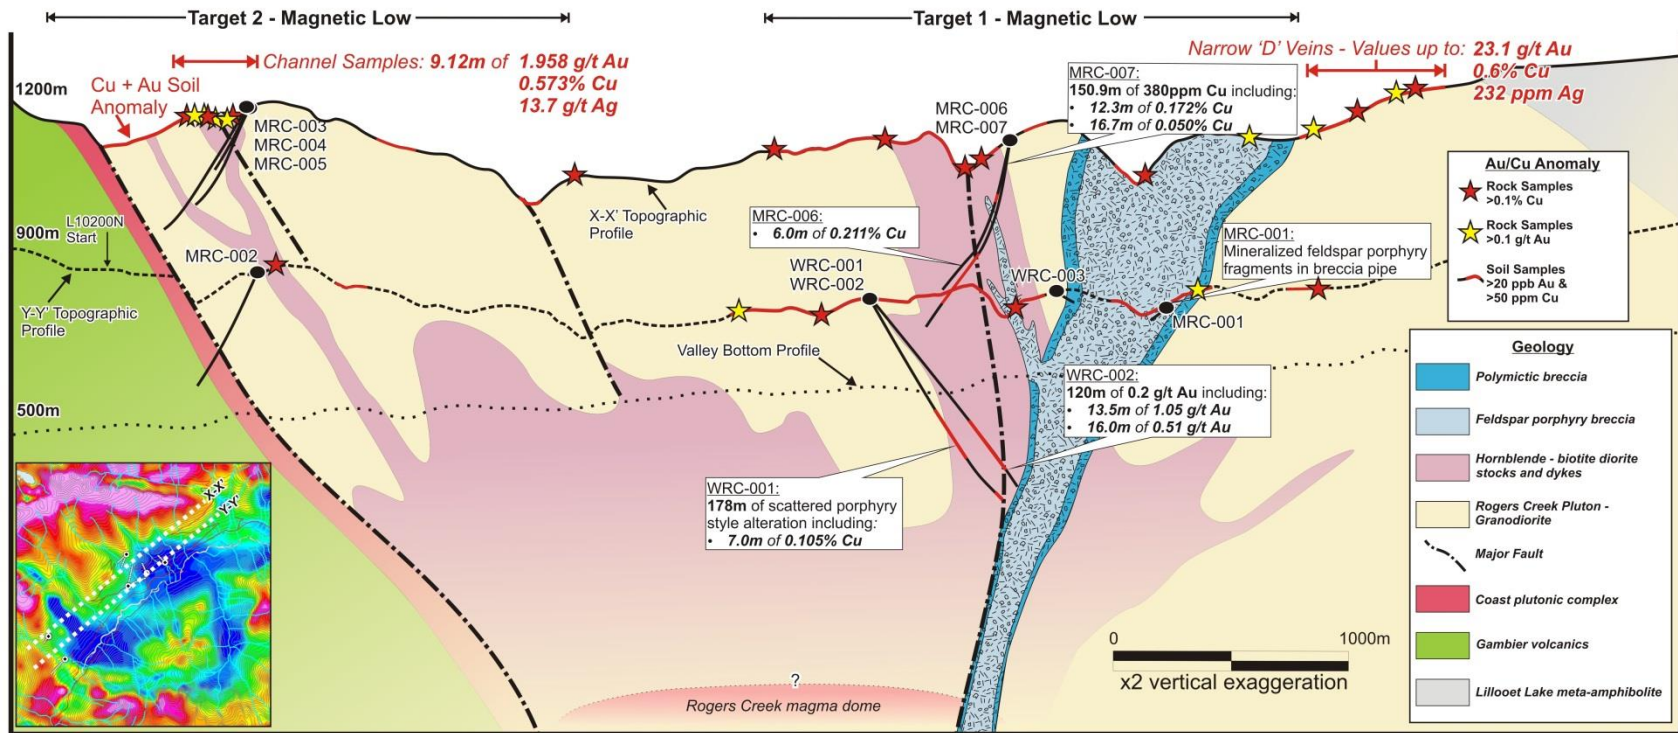 Target 2 - Magnetic Low
Target 1 - Magnetic Low
Channel Samples: 9.12m of 1.958 g/t Au
0.573% Cu
13.7 g/t Ag
Narrow 'D' Veins - Values up to: 23.1 g/t Au
0.6% Cu
232 ppm Ag
Cu + Au Soil
Anomaly
1200m
900m
500m
MRC-003
MRC-004
MRC-005
MRC-006
MRC-007
MRC-007:
150.9m of 380ppm Cu including:
• 12.3m of 0.172% Cu
• 16.7m of 0.050% Cu
L10200N
Start
MRC-002
X-X' Topographic
Profile
MRC-006:
• 6.0m of 0.211% Cu
WRC-001
WRC-002
WRC-003
MRC-001:
Mineralized feldspar porphyry
fragments in breccia pipe
MRC-001
Y-Y' Topographic
Profile
Valley Bottom Profile
WRC-002:
120m of 0.2 g/t Au including:
• 13.5m of 1.05 g/t Au
• 16.0m of 0.51 g/t Au
WRC-001:
178m of scattered porphyry
style alteration including:
• 7.0m of 0.105% Cu
X-X'
Y-Y'
?
Rogers Creek magma dome
0
1000m
x2 vertical exaggeration
Au/Cu Anomaly
Rock Samples
>0.1% Cu
Rock Samples
>0.1 g/t Au
Soil Samples
>20 ppb Au &
>50 ppm Cu
Geology
Polymictic breccia
Feldspar porphyry breccia
Hornblende - biotite diorite
stocks and dykes
Rogers Creek Pluton -
Granodiorite
Major Fault
Coast plutonic complex
Gambier volcanics
Lillooet Lake meta-amphibolite